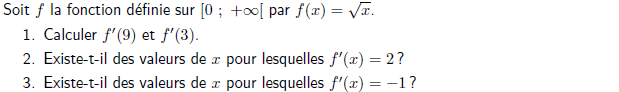 Soit f la fonction définie sur [0 ; +∞[ par f(x) = √x.
1. Calculer f′(9) et f′(3).
2. Existe-t-il des valeurs de x pour lesquelles f′(x) = 2 ?
3. Existe-t-il des valeurs de x pour lesquelles f′(x) = −1 ?